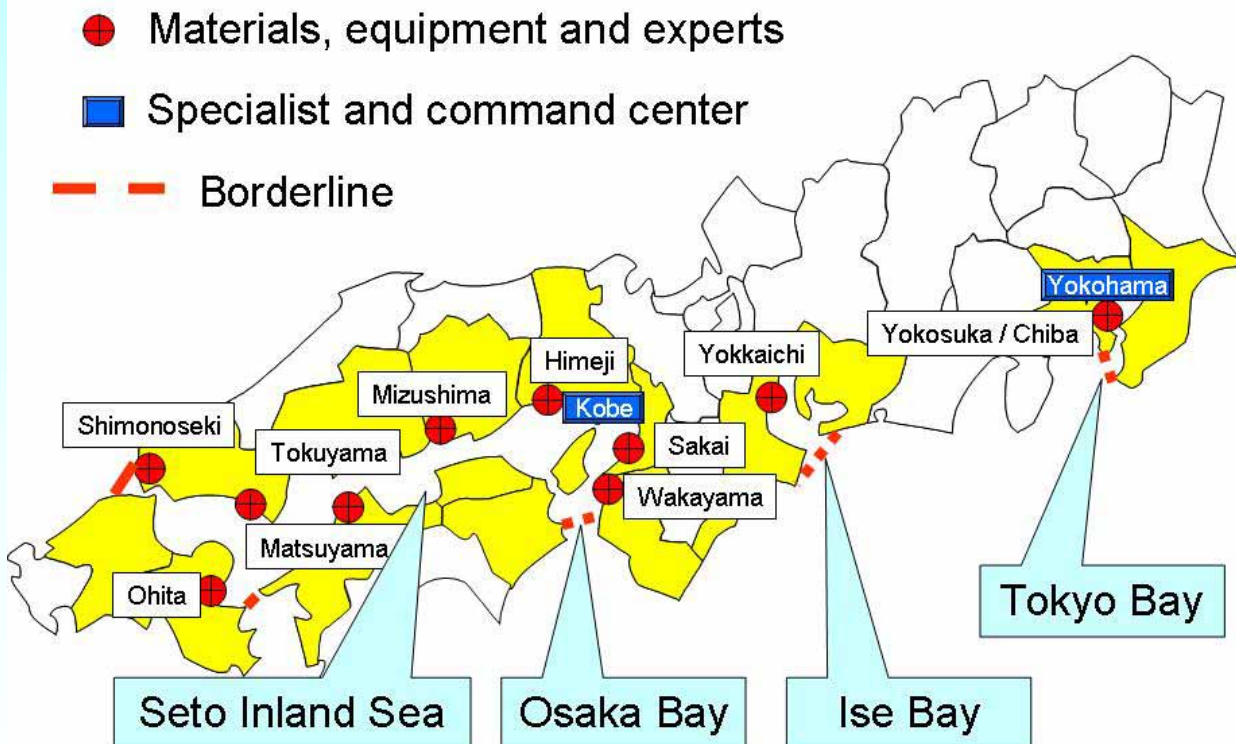 Materials, equipment and experts
Specialist and command center
Borderline
Yokohama
Yokosuka / Chiba
Himeji
Yokkaichi
Mizushima
Kobe
Shimonoseki
Tokuyama
Sakai
Wakayama
Matsuyama
Ohita
Tokyo Bay
Seto Inland Sea
Osaka Bay
Ise Bay